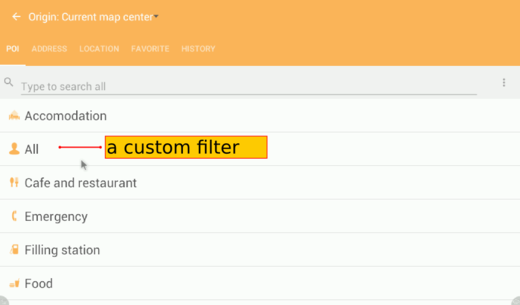 Origin: Current map center
POI ADDRESS LOCATION FAVORITE HISTORY
Type to search all
Accomodation
All
a custom filter
Cafe and restaurant
Emergency
Filling station
Food